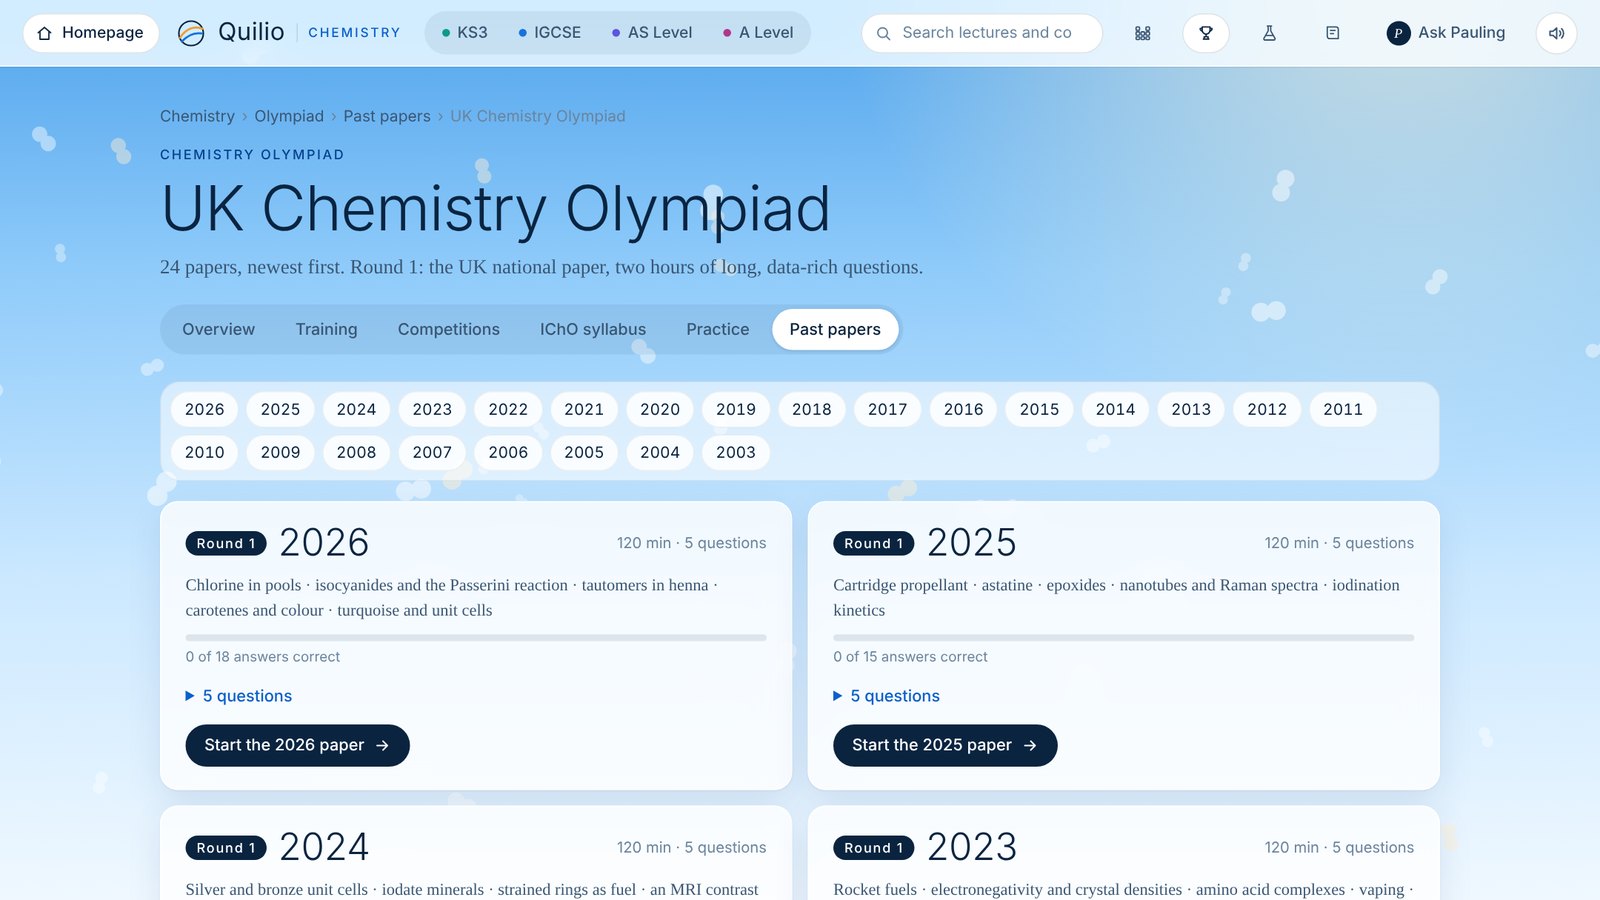 Homepage
Quilio
CHEMISTRY
KS3
IGCSE
AS Level
A Level
Search lectures and co
P
Ask Pauling
Chemistry › Olympiad › Past papers › UK Chemistry Olympiad
CHEMISTRY OLYMPIAD
UK Chemistry Olympiad
24 papers, newest first. Round 1: the UK national paper, two hours of long, data-rich questions.
Overview Training Competitions IChO syllabus Practice Past papers
2026 2025 2024 2023 2022 2021 2020 2019 2018 2017 2016 2015 2014 2013 2012 2011
2010 2009 2008 2007 2006 2005 2004 2003
Round 1 2026 120 min · 5 questions
Chlorine in pools · isocyanides and the Passerini reaction · tautomers in henna ·
carotenes and colour · turquoise and unit cells
0 of 18 answers correct
5 questions
Start the 2026 paper →
Round 1 2025 120 min · 5 questions
Cartridge propellant · astatine · epoxides · nanotubes and Raman spectra · iodination
kinetics
0 of 15 answers correct
5 questions
Start the 2025 paper →
Round 1 2024 120 min · 5 questions
Silver and bronze unit cells · iodate minerals · strained rings as fuel · an MRI contrast
Round 1 2023 120 min · 5 questions
Rocket fuels · electronegativity and crystal densities · amino acid complexes · vaping ·